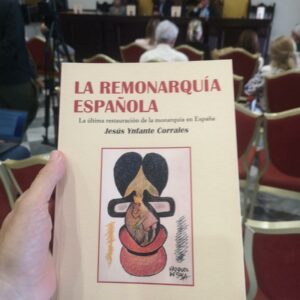 LA REMONARQUÍA
ESPAÑOLA
La última restauración de la monarquía en España
Jesús Ynfante Corrales